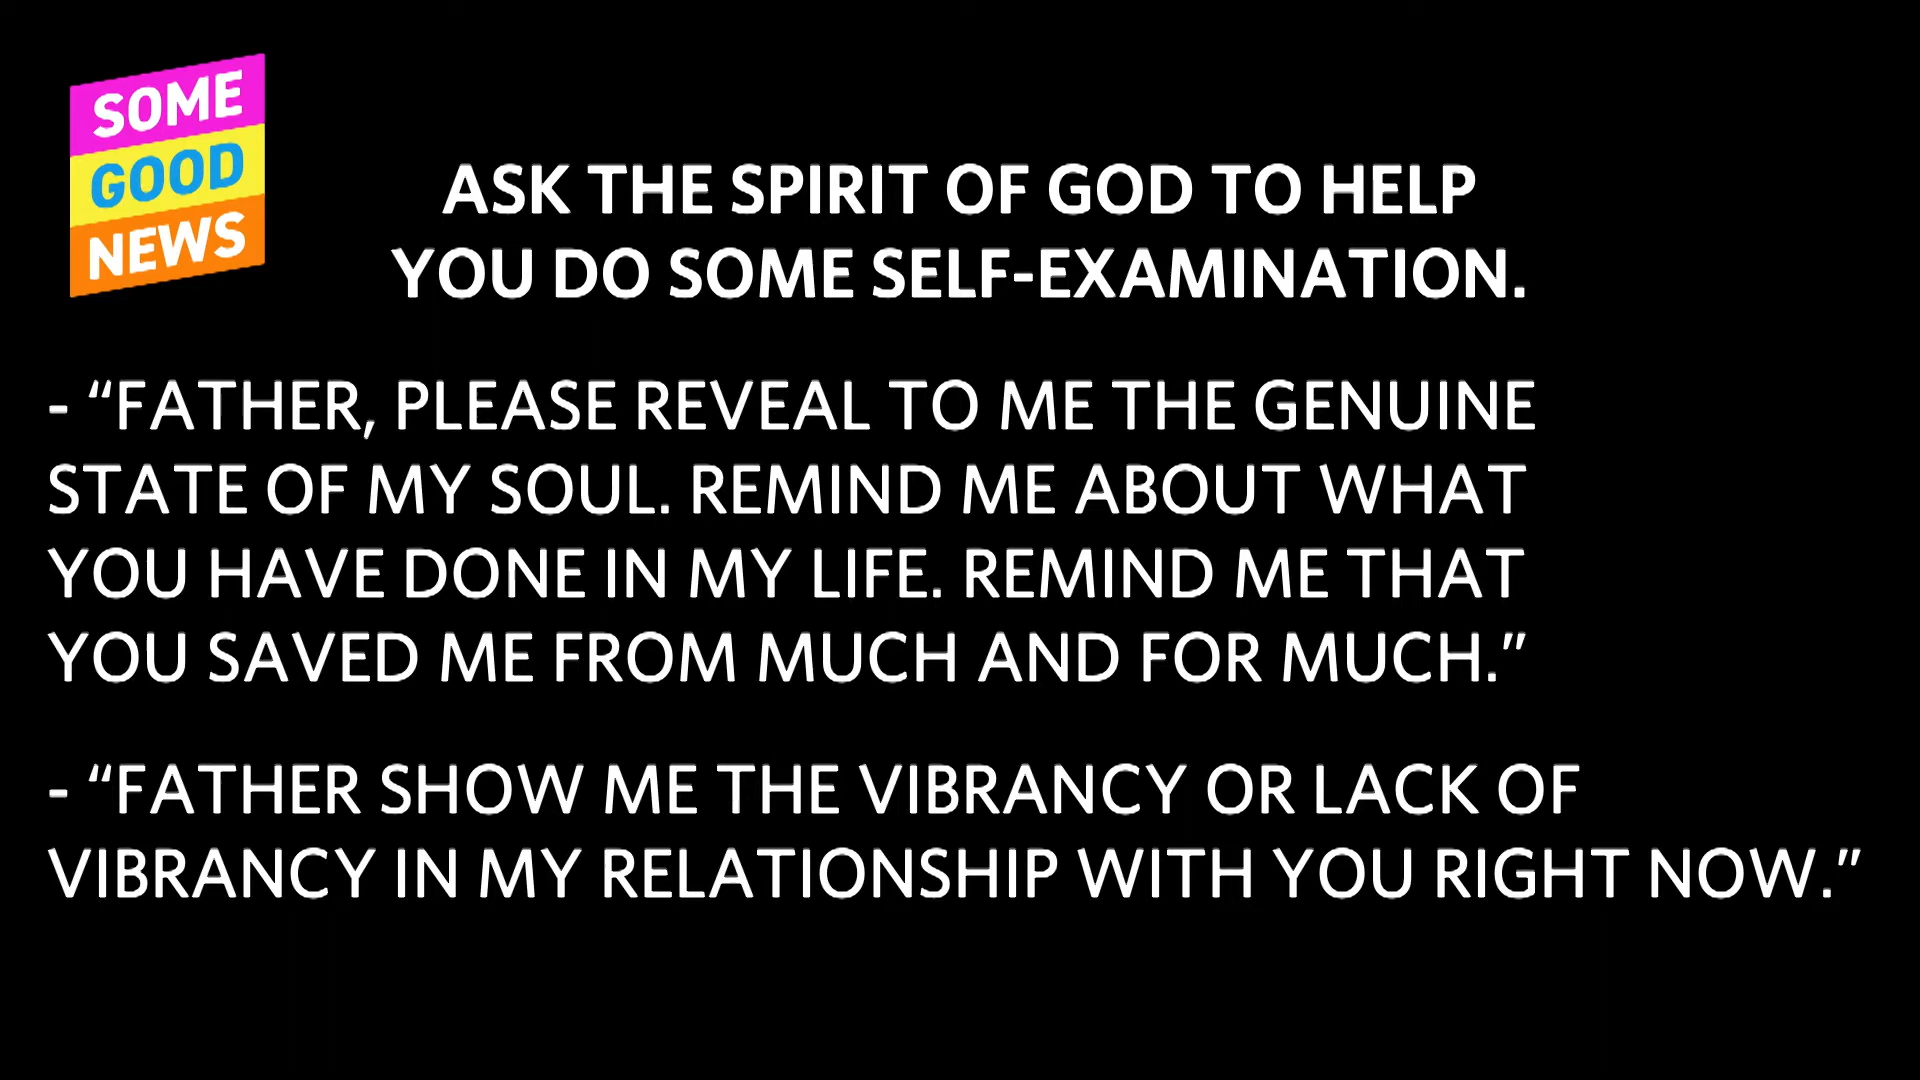 SOME
GOOD
NEWS
ASK THE SPIRIT OF GOD TO HELP
YOU DO SOME SELF-EXAMINATION.
- “FATHER, PLEASE REVEAL TO ME THE GENUINE
STATE OF MY SOUL. REMIND ME ABOUT WHAT
YOU HAVE DONE IN MY LIFE. REMIND ME THAT
YOU SAVED ME FROM MUCH AND FOR MUCH.”
- “FATHER SHOW ME THE VIBRANCY OR LACK OF
VIBRANCY IN MY RELATIONSHIP WITH YOU RIGHT NOW.”